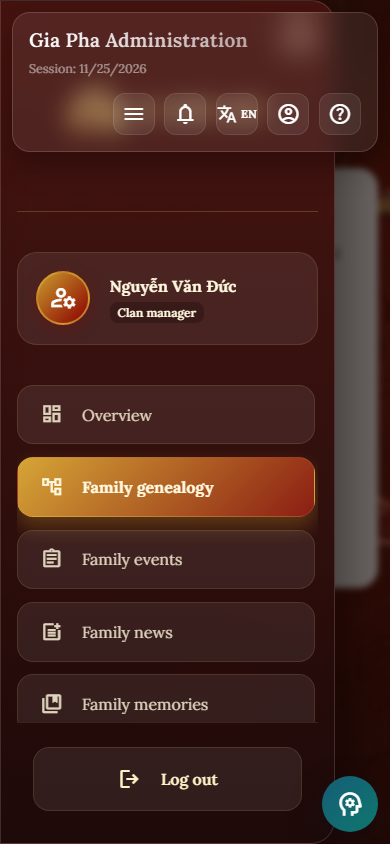 Gia Pha Administration
Session: 11/25/2026
EN
Nguyễn Văn Đức
Clan manager
Overview
Family genealogy
Family events
Family news
Family memories
Log out